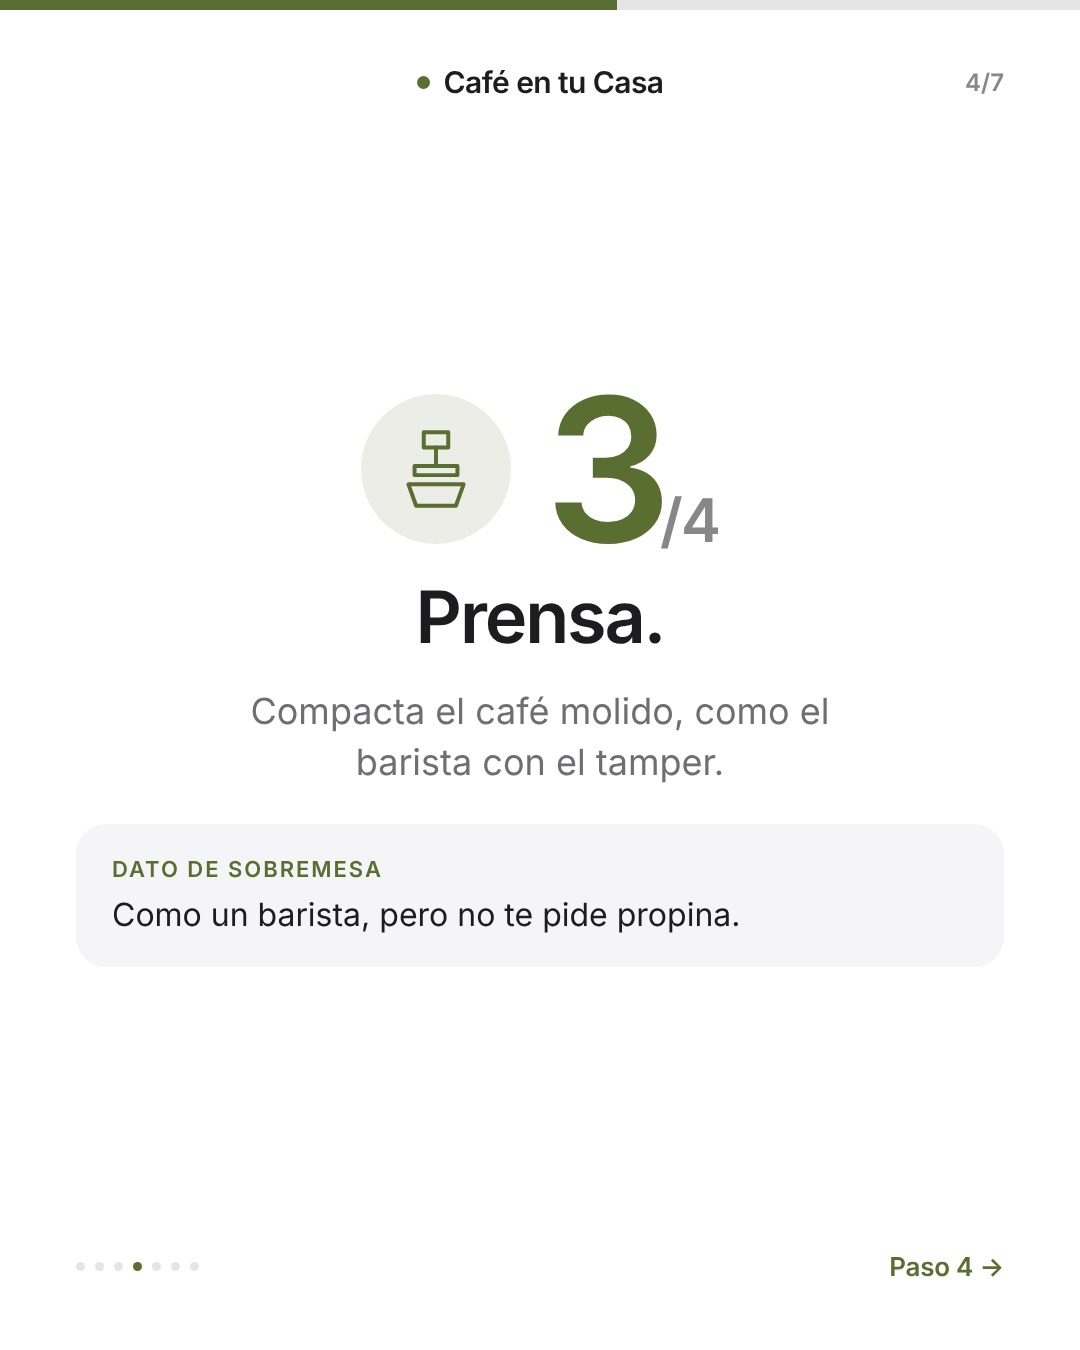 Café en tu Casa
4/7
3/4
Prensa.
Compacta el café molido, como el
barista con el tamper.
DATO DE SOBREMESA
Como un barista, pero no te pide propina.
Paso 4 →